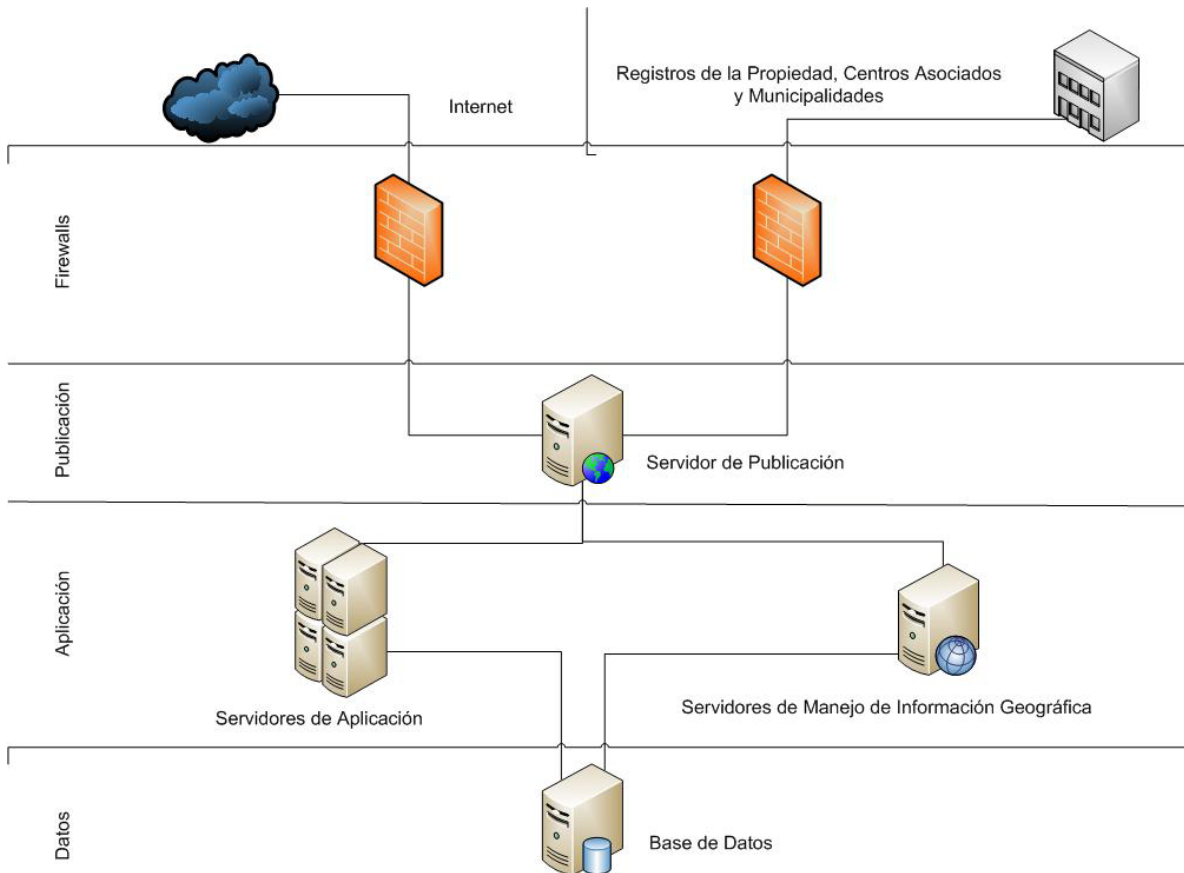 Internet
Registros de la Propiedad, Centros Asociados
y Municipalidades
Firewalls
Publicación
Servidor de Publicación
Aplicación
Servidores de Aplicación
Servidores de Manejo de Información Geográfica
Datos
Base de Datos